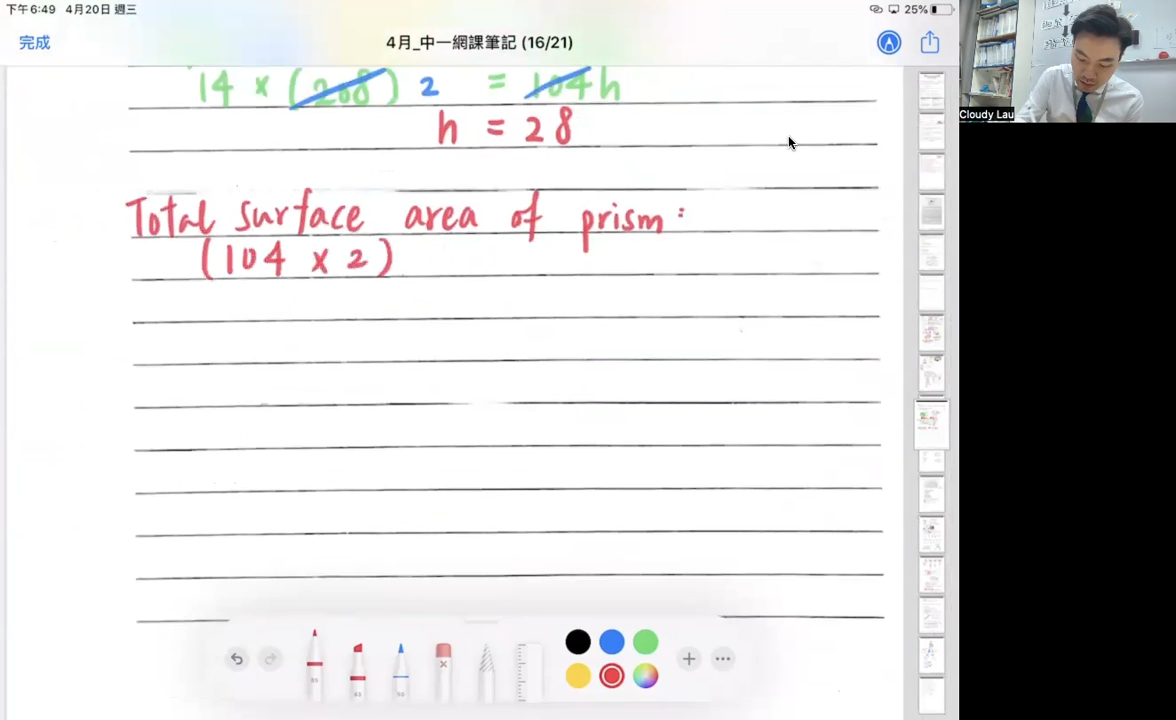 下午6:49 4月20日 週三
25%
完成
4月_中一網課筆記 (16/21)
Cloudy Lau
14 × (208) 2 = 104h
h = 28
Total surface area of prism:
(104 × 2)